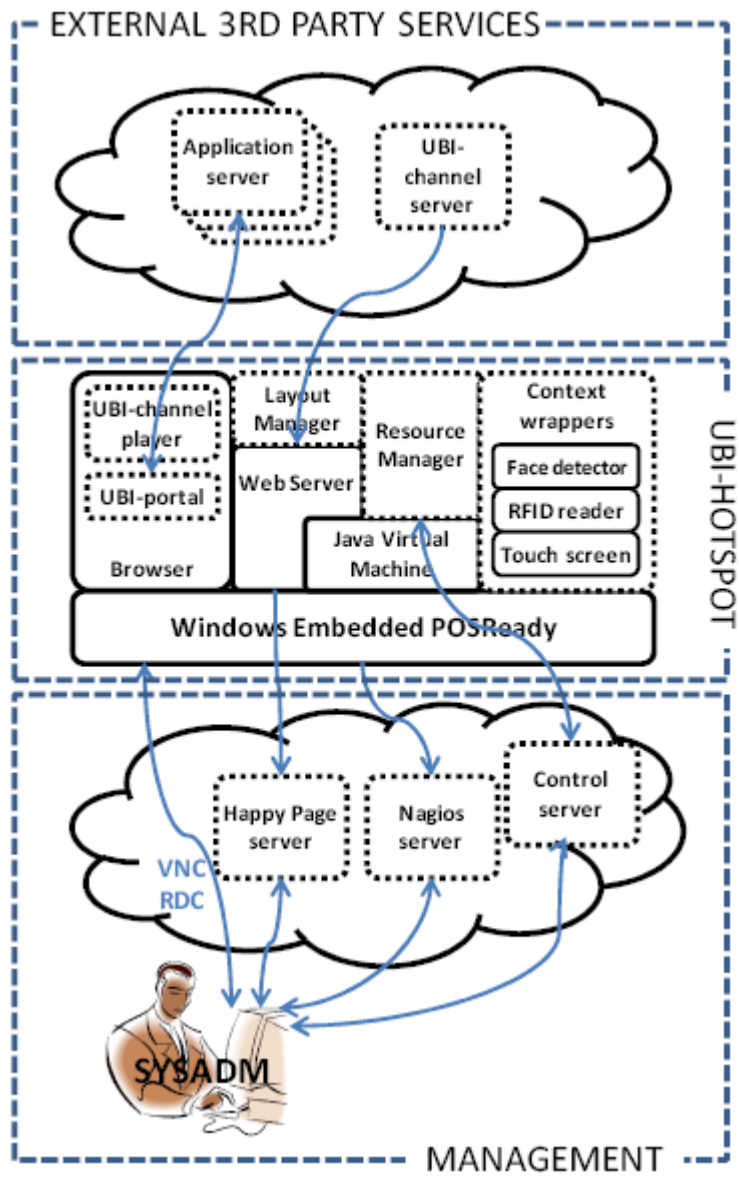 EXTERNAL 3RD PARTY SERVICES
Application
server
UBI-
channel
server
UBI-channel
player
UBI-portal
Browser
Layout
Manager
Web Server
Resource
Manager
Java Virtual
Machine
Context
wrappers
Face detector
RFID reader
Touch screen
Windows Embedded POSReady
UBI-HOTSPOT
Happy Page
server
Nagios
server
Control
server
VNC
RDC
SYSADM
MANAGEMENT